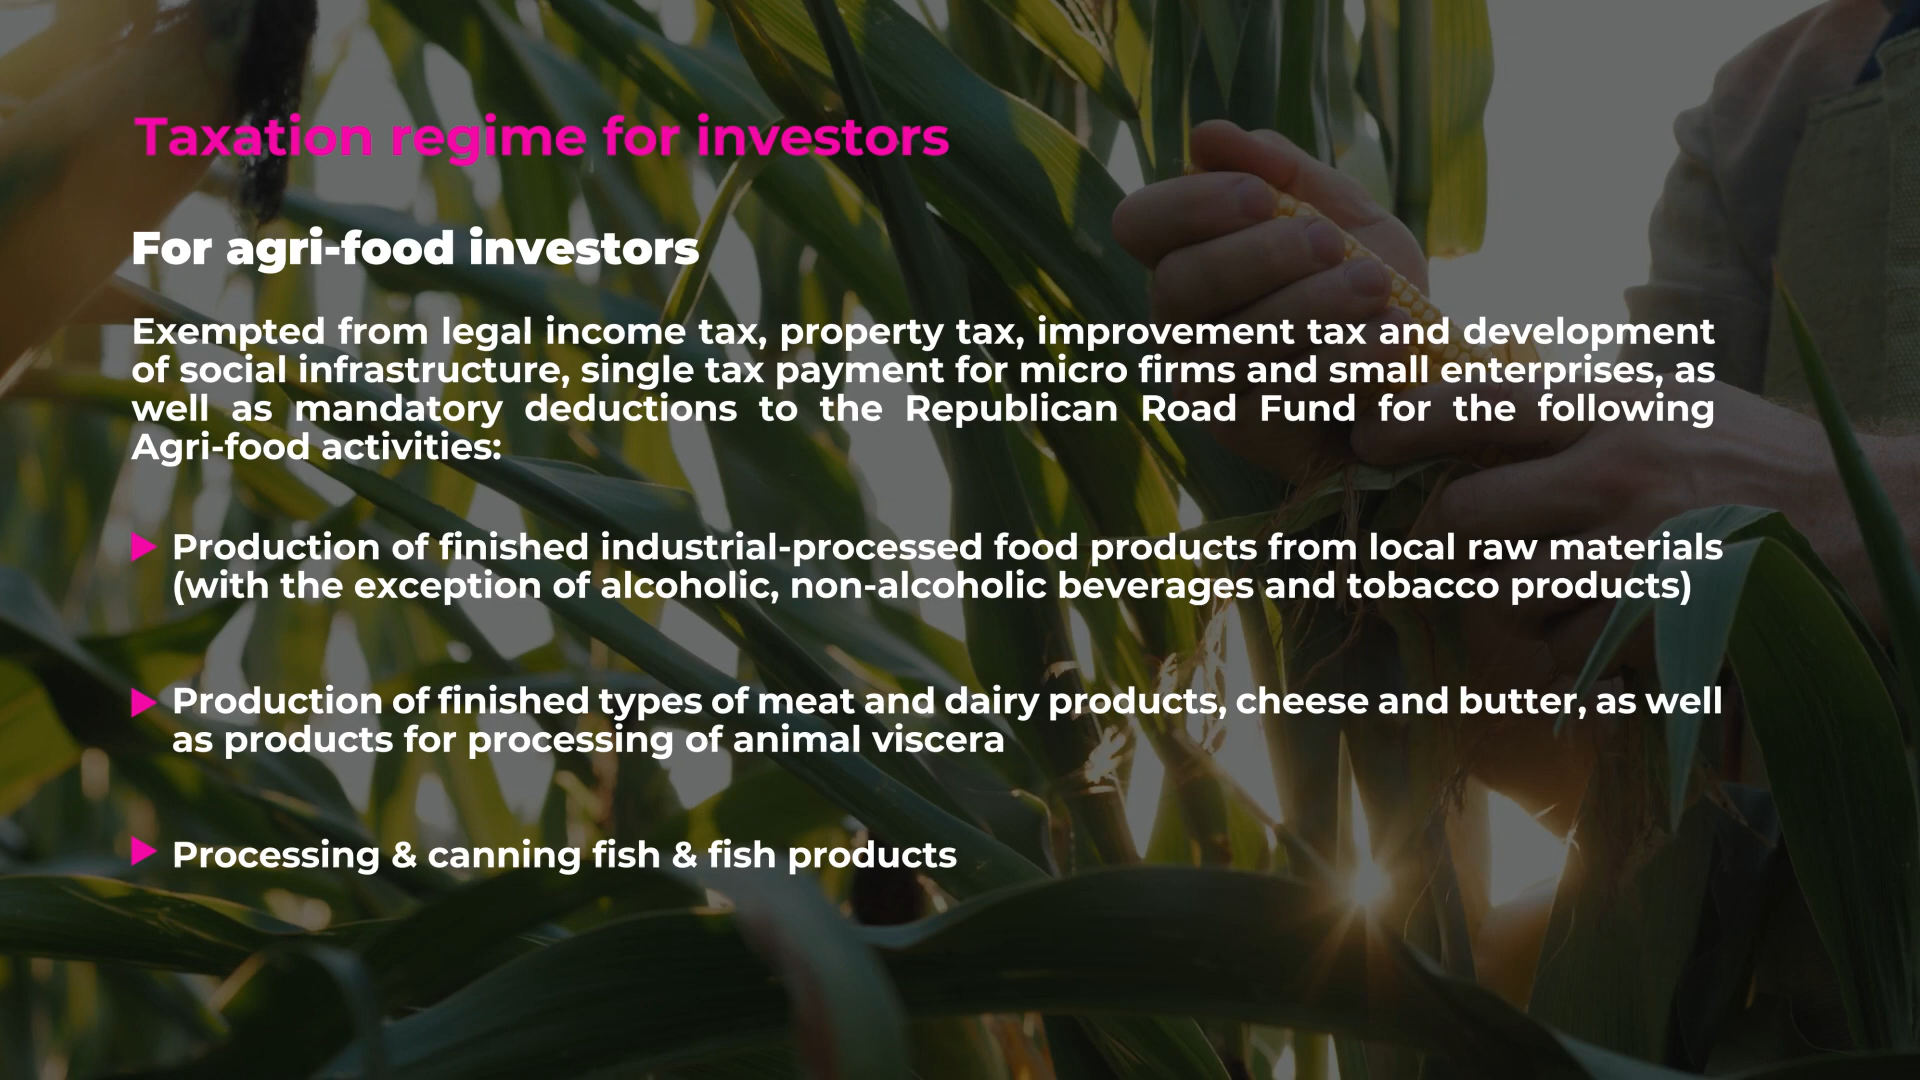 Taxation regime for investors
For agri-food investors
Exempted from legal income tax, property tax, improvement tax and development
of social infrastructure, single tax payment for micro firms and small enterprises, as
well as mandatory deductions to the Republican Road Fund for the following
Agri-food activities:
Production of finished industrial-processed food products from local raw materials
(with the exception of alcoholic, non-alcoholic beverages and tobacco products)
Production of finished types of meat and dairy products, cheese and butter, as well
as products for processing of animal viscera
Processing & canning fish & fish products